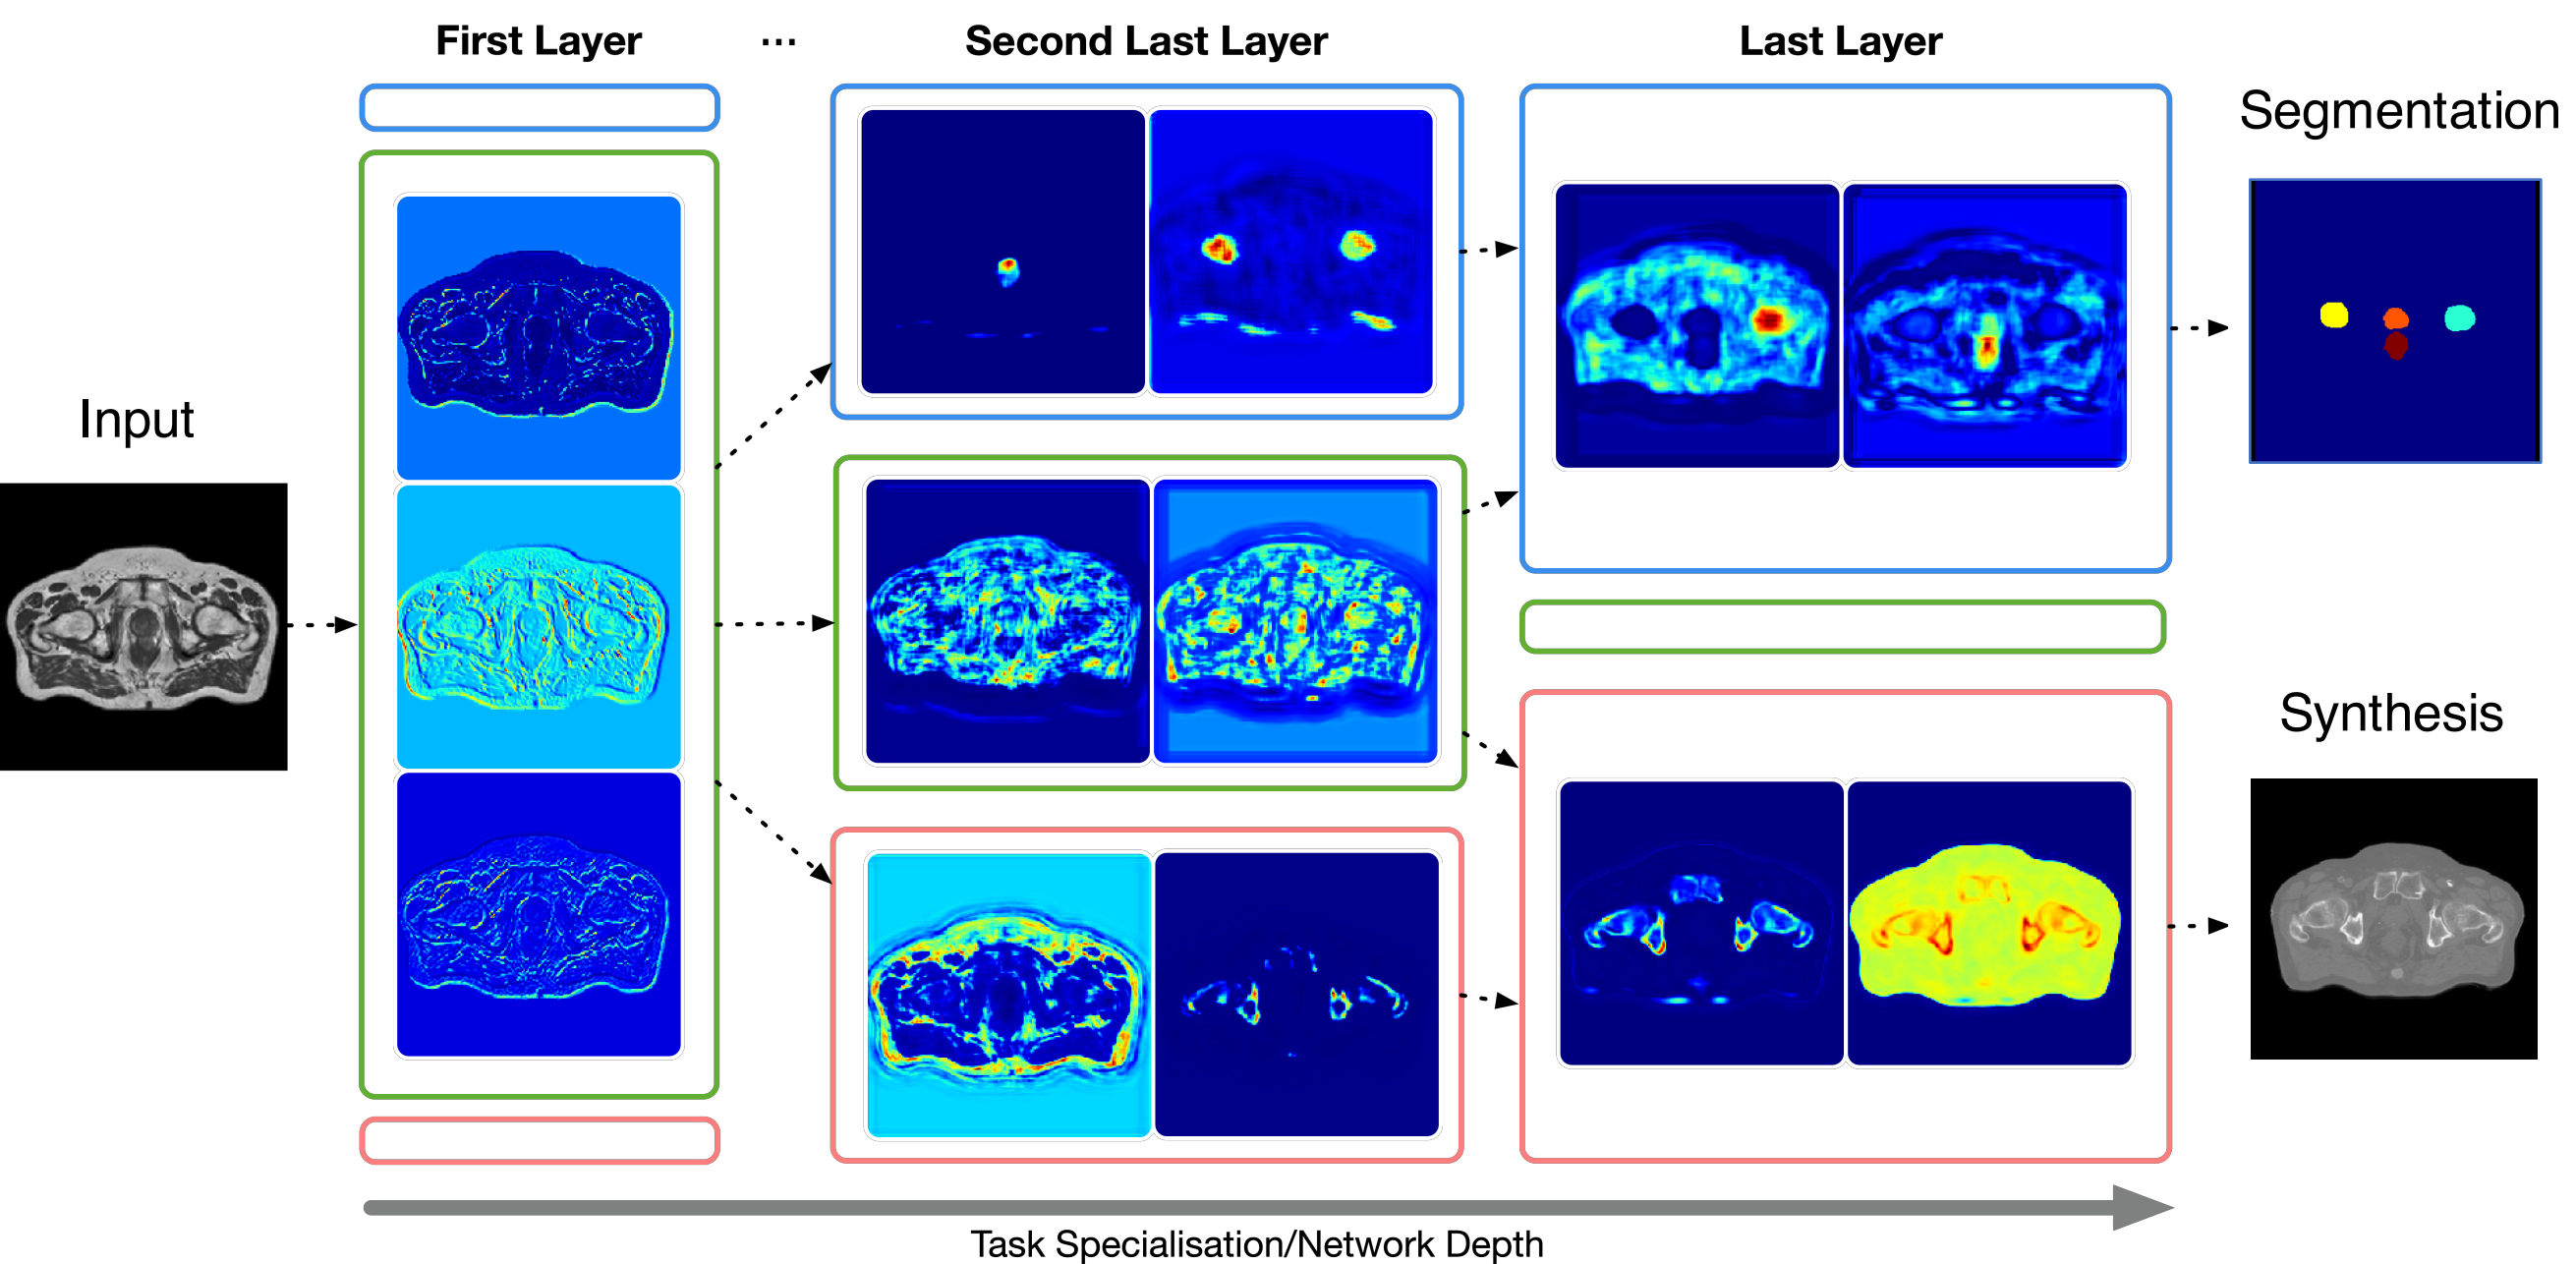 First Layer
...
Second Last Layer
Last Layer
Segmentation
Input
Synthesis
Task Specialisation/Network Depth